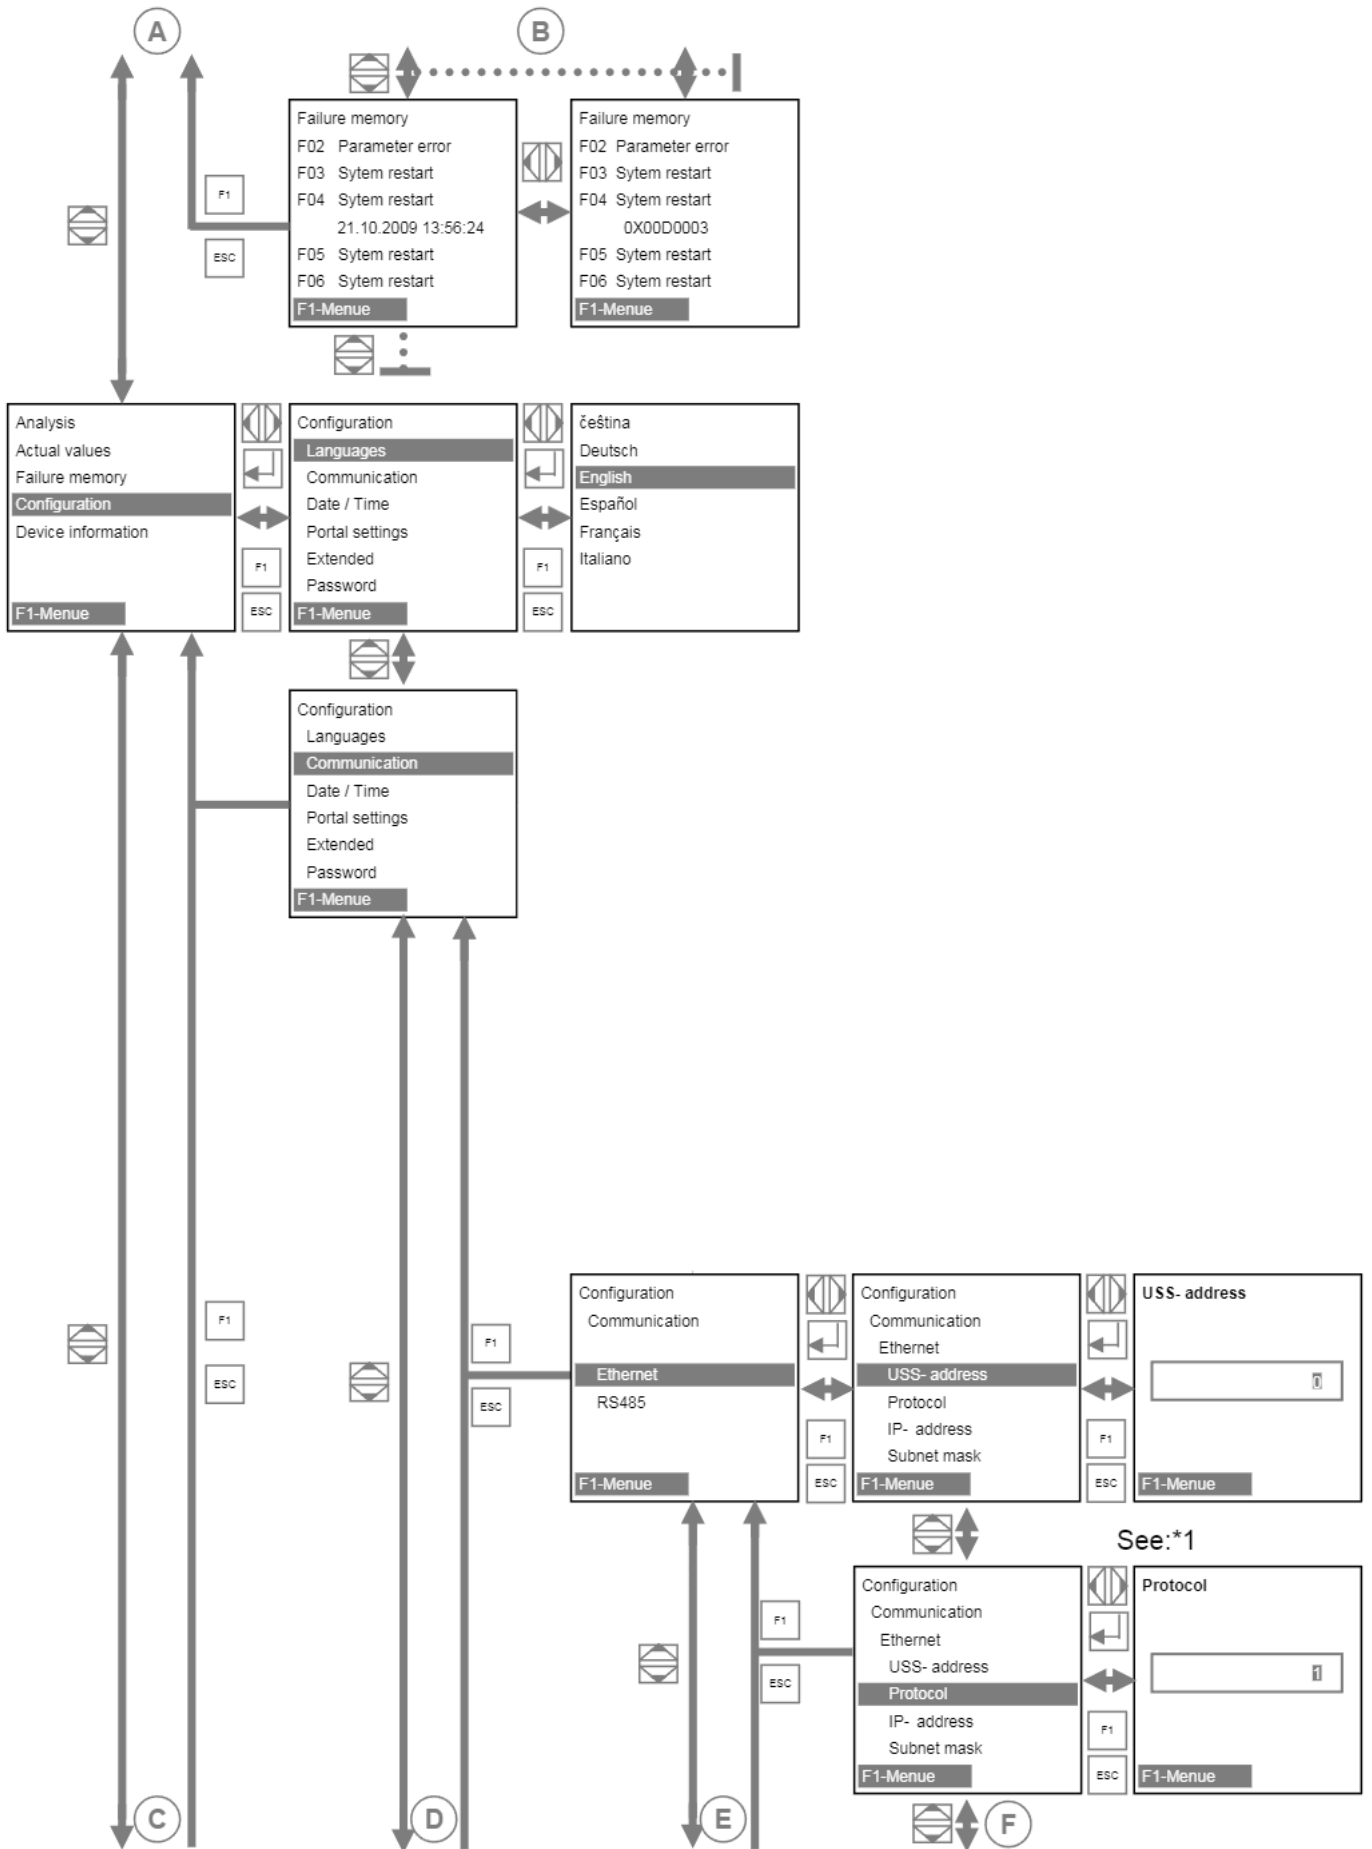 A
B
Failure memory
F02 Parameter error
F03 Sytem restart
F04 Sytem restart
21.10.2009 13:56:24
F05 Sytem restart
F06 Sytem restart
F1-Menue
Failure memory
F02 Parameter error
F03 Sytem restart
F04 Sytem restart
0X00D0003
F05 Sytem restart
F06 Sytem restart
F1-Menue
F1
ESC
Analysis
Actual values
Failure memory
Configuration
Device information
F1-Menue
F1
ESC
Configuration
Languages
Communication
Date / Time
Portal settings
Extended
Password
F1-Menue
F1
ESC
čeština
Deutsch
English
Español
Français
Italiano
Configuration
Languages
Communication
Date / Time
Portal settings
Extended
Password
F1-Menue
F1
ESC
F1
ESC
Configuration
Communication
Ethernet
RS485
F1-Menue
F1
ESC
Configuration
Communication
Ethernet
USS- address
Protocol
IP- address
Subnet mask
F1-Menue
F1
ESC
USS- address
0
F1-Menue
See:*1
F1
ESC
Configuration
Communication
Ethernet
USS- address
Protocol
IP- address
Subnet mask
F1-Menue
F1
ESC
Protocol
1
F1-Menue
C
D
E
F